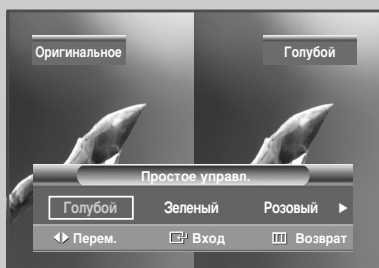 Оригинальное Голубой
Простое управл.
Голубой Зеленый Розовый
Перем. Вход Возврат